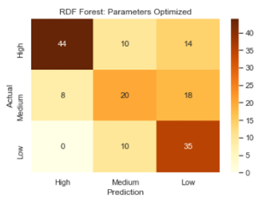 RDF Forest: Parameters Optimized
High 44 10 14
Medium 8 20 18
Low 0 10 35
High Medium Low
Prediction
Actual
40
35
30
25
20
15
10
5
0